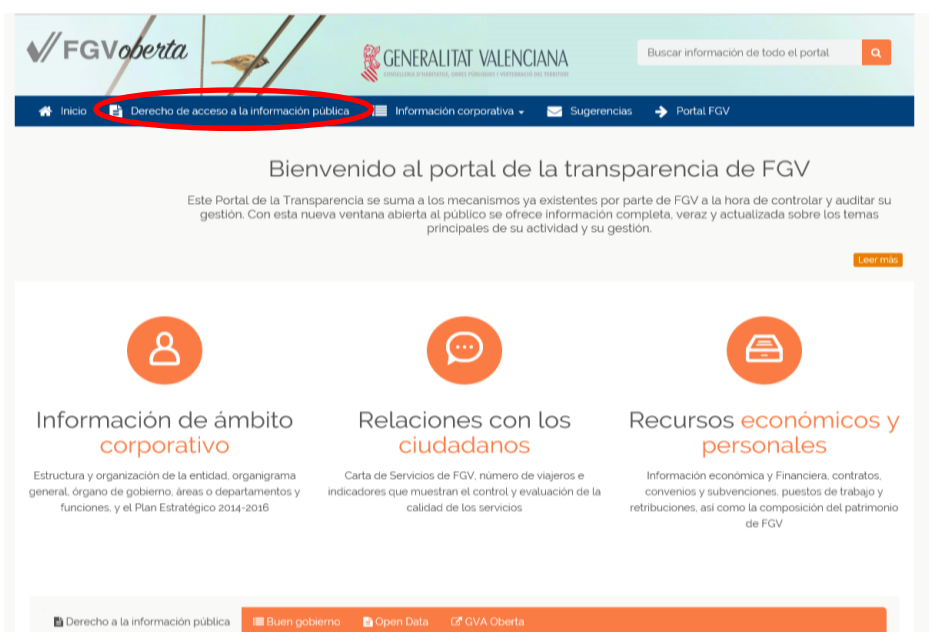 FGVoberta
GENERALITAT VALENCIANA
CONSELLERIA D'HABITATGE, OBRES PÚBLIQUES I VERTEBRACIÓ DEL TERRITORI
Buscar información de todo el portal
Inicio Derecho de acceso a la información pública Información corporativa Sugerencias Portal FGV
Bienvenido al portal de la transparencia de FGV
Este Portal de la Transparencia se suma a los mecanismos ya existentes por parte de FGV a la hora de controlar y auditar su
gestión. Con esta nueva ventana abierta al público se ofrece información completa, veraz y actualizada sobre los temas
principales de su actividad y su gestión.
Leer más
Información de ámbito
corporativo
Estructura y organización de la entidad, organigrama
general, órgano de gobierno, áreas o departamentos y
funciones, y el Plan Estratégico 2014-2016
Relaciones con los
ciudadanos
Carta de Servicios de FGV, número de viajeros e
indicadores que muestran el control y evaluación de la
calidad de los servicios
Recursos económicos y
personales
Información económica y Financiera, contratos,
convenios y subvenciones, puestos de trabajo y
retribuciones, así como la composición del patrimonio
de FGV
Derecho a la información pública Buen gobierno Open Data GVA Oberta